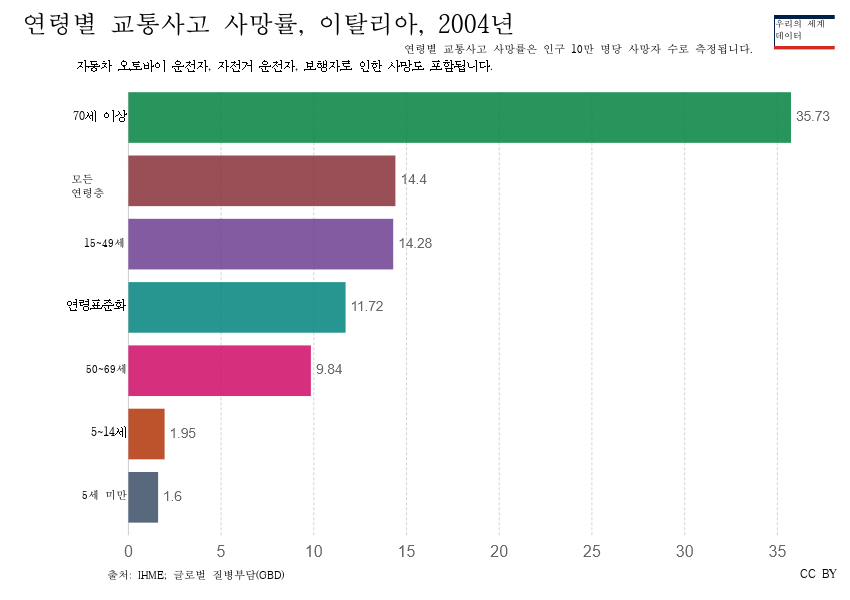 연령별 교통사고 사망률, 이탈리아, 2004년
우리의 세계
데이터
연령별 교통사고 사망률은 인구 10만 명당 사망자 수로 측정됩니다.
자동차 오토바이 운전자, 자전거 운전자, 보행자로 인한 사망도 포함됩니다.
70세 이상
35.73
모든
연령층
14.4
15~49세
14.28
연령표준화
11.72
50~69세
9.84
5~14세
1.95
5세 미만
1.6
0 5 10 15 20 25 30 35
출처: IHME; 글로벌 질병부담(GBD)
CC BY